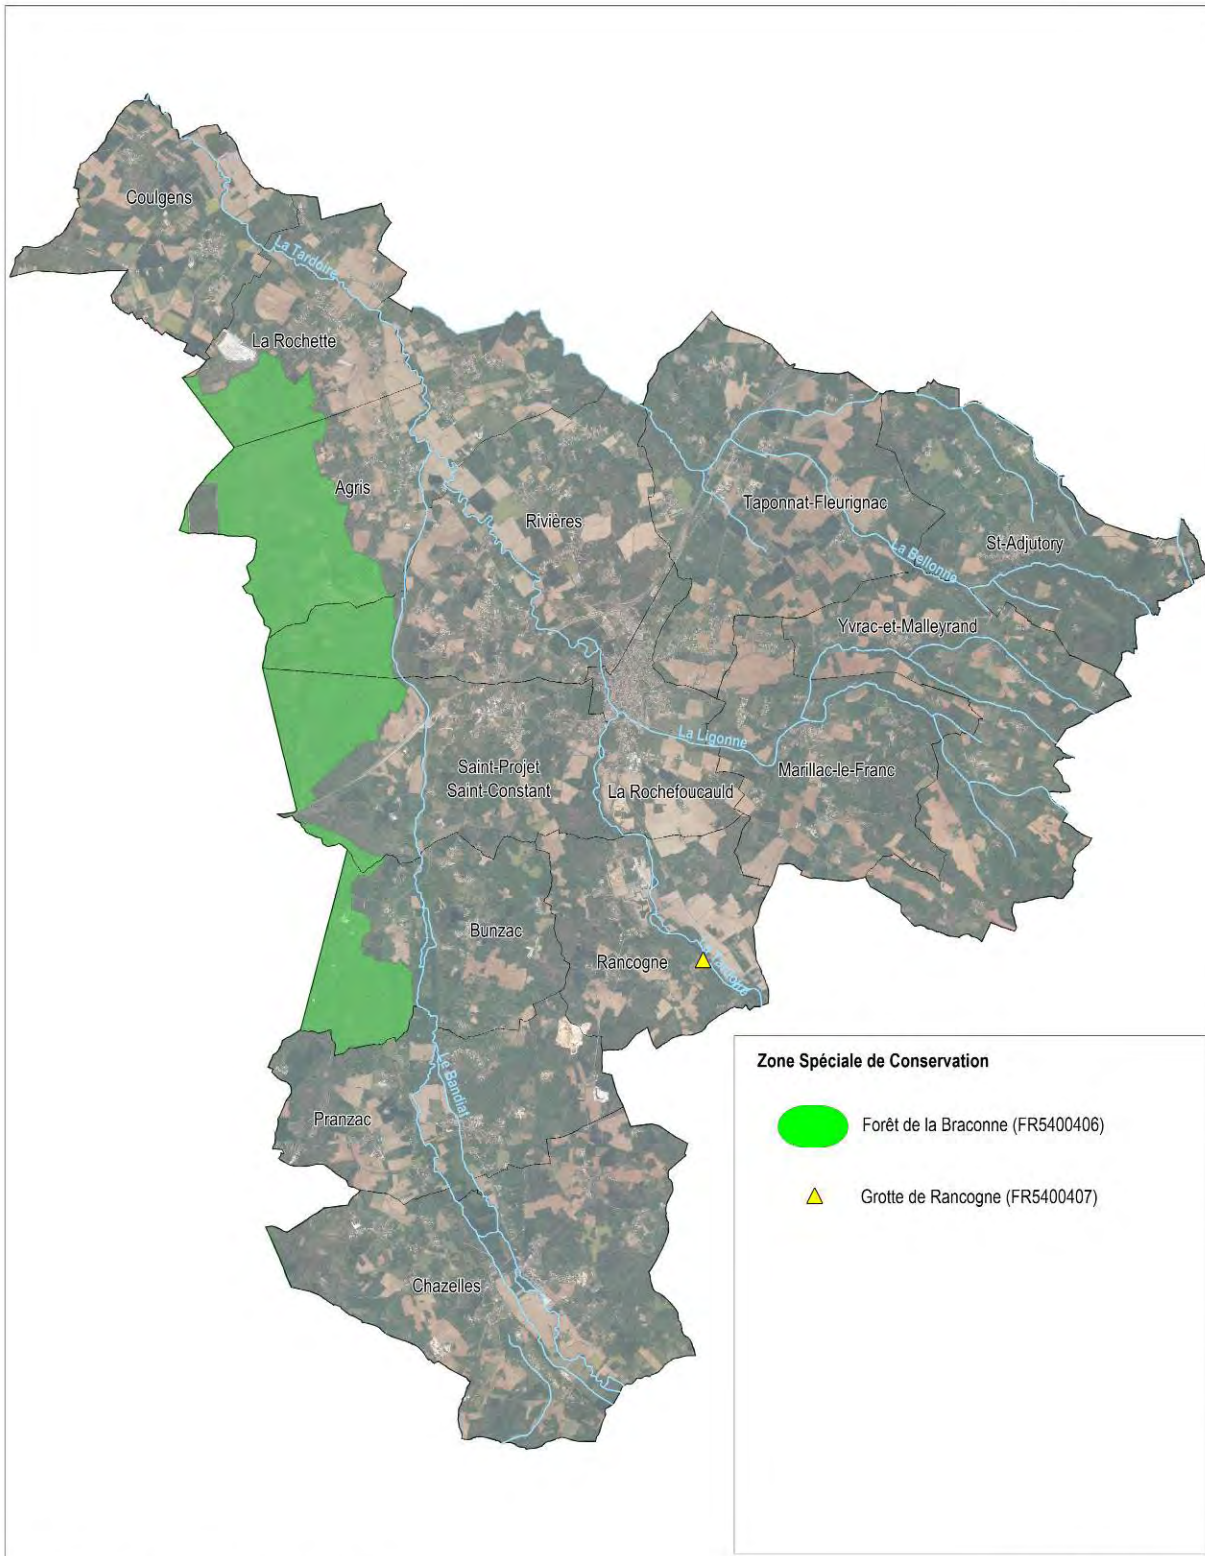 Coulgens
La Tardoire
La Rochette
Agris
Rivières
Taponnat-Fleurignac
St-Adjutory
La Bellonne
Yvrac-et-Malleyrand
La Ligonne
Saint-Projet
Saint-Constant
La Rochefoucauld
Marillac-le-Franc
Bunzac
Rancogne
La Tardoire
Le Bandiat
Pranzac
Chazelles
Zone Spéciale de Conservation
Forêt de la Braconne (FR5400406)
Grotte de Rancogne (FR5400407)